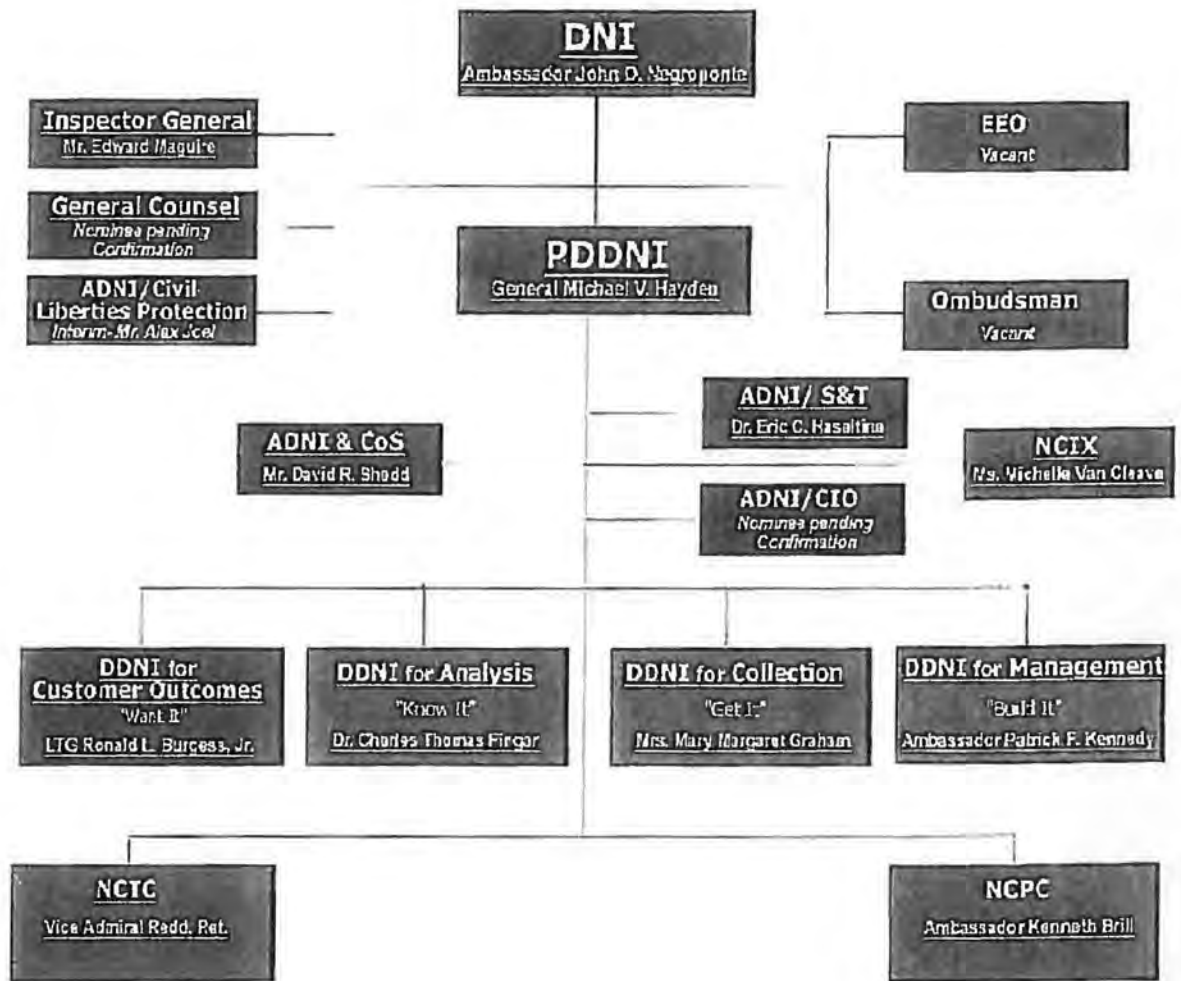 DNI
Ambassador John D. Negroponte
Inspector General
Mr. Edward Maguire
EEO
Vacant
General Counsel
Nominee pending
Confirmation
PDDNI
General Michael V. Hayden
ADNI/Civil
Liberties Protection
Interim-Mr. Alex Joel
Ombudsman
Vacant
ADNI/ S&T
Dr. Eric C. Haseltine
ADNI & CoS
Mr. David R. Shedd
NCIX
Ms. Michelle Van Cleave
ADNI/CIO
Nominee pending
Confirmation
DDNI for
Customer Outcomes
"Want It"
LTG Ronald L. Burgess, Jr.
DDNI for Analysis
"Know It"
Dr. Charles Thomas Fingar
DDNI for Collection
"Get It"
Mrs. Mary Margaret Graham
DDNI for Management
"Build It"
Ambassador Patrick F. Kennedy
NCTC
Vice Admiral Redd, Ret.
NCPC
Ambassador Kenneth Brill